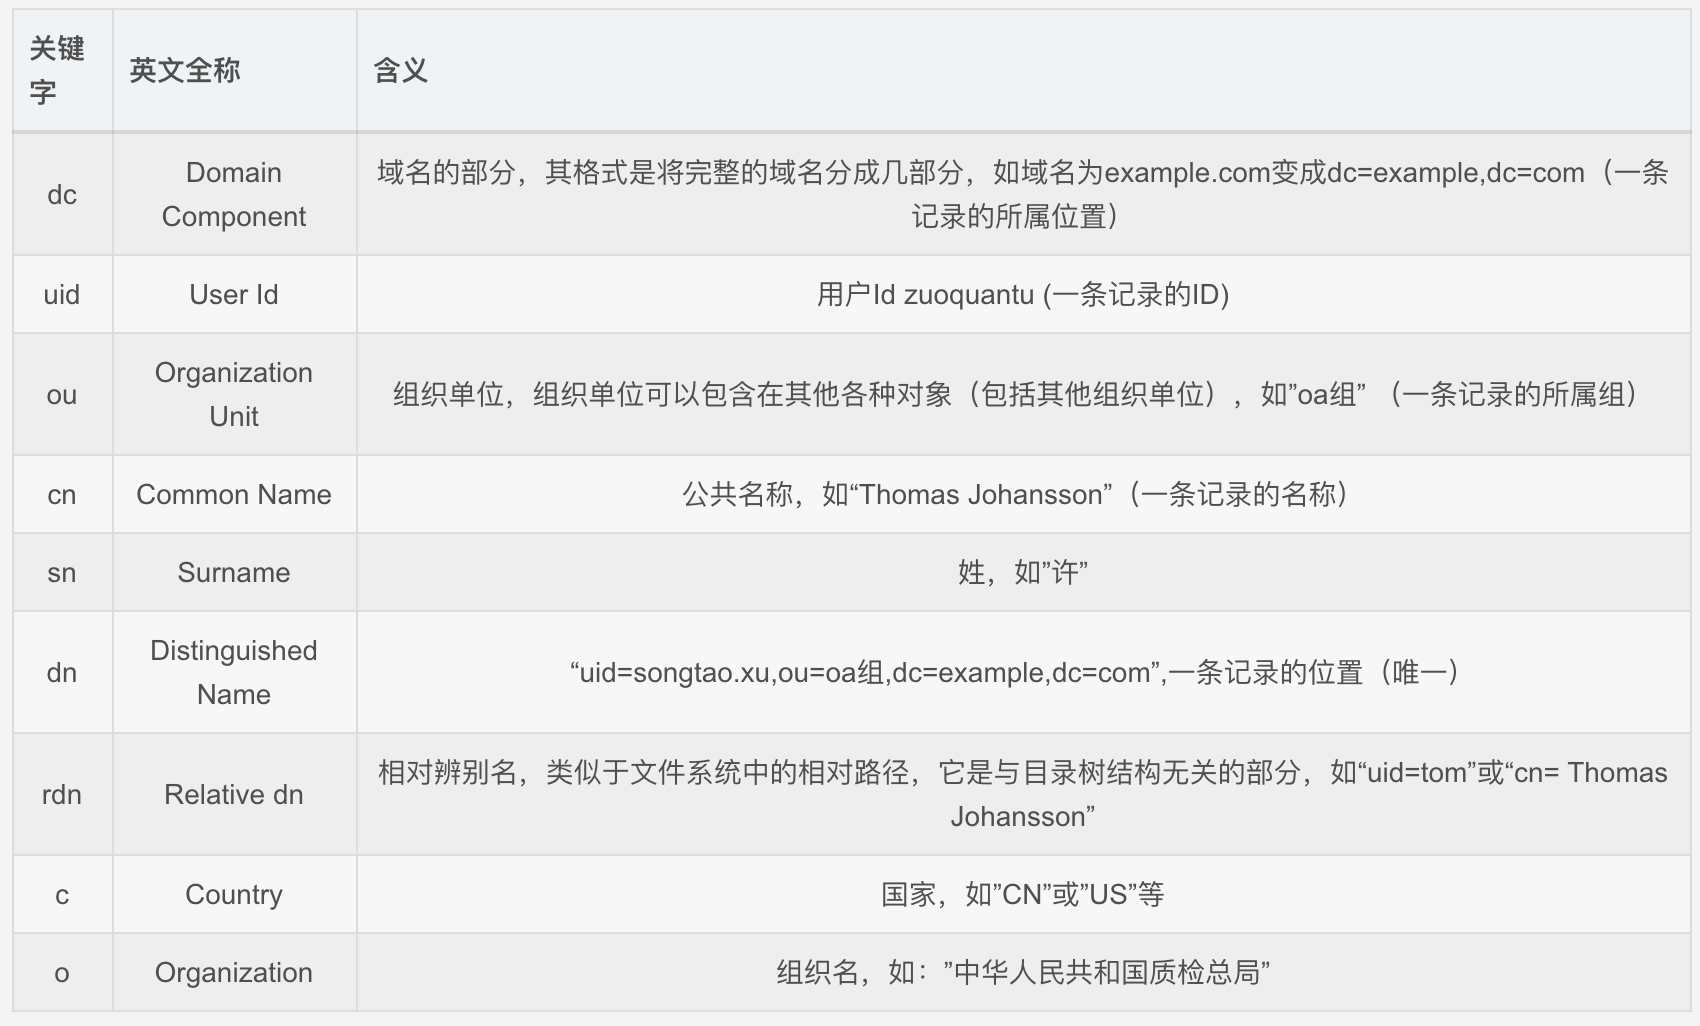 关键
字
英文全称
含义
dc
Domain
Component
域名的部分，其格式是将完整的域名分成几部分，如域名为example.com变成dc=example,dc=com（一条
记录的所属位置）
uid
User Id
用户Id zuoquantu (一条记录的ID)
ou
Organization
Unit
组织单位，组织单位可以包含在其他各种对象（包括其他组织单位），如”oa组” （一条记录的所属组）
cn
Common Name
公共名称，如“Thomas Johansson”（一条记录的名称）
sn
Surname
姓，如”许”
dn
Distinguished
Name
“uid=songtao.xu,ou=oa组,dc=example,dc=com”,一条记录的位置（唯一）
rdn
Relative dn
相对辨别名，类似于文件系统中的相对路径，它是与目录树结构无关的部分，如“uid=tom”或“cn= Thomas
Johansson”
c
Country
国家，如”CN”或”US”等
o
Organization
组织名，如：”中华人民共和国质检总局”